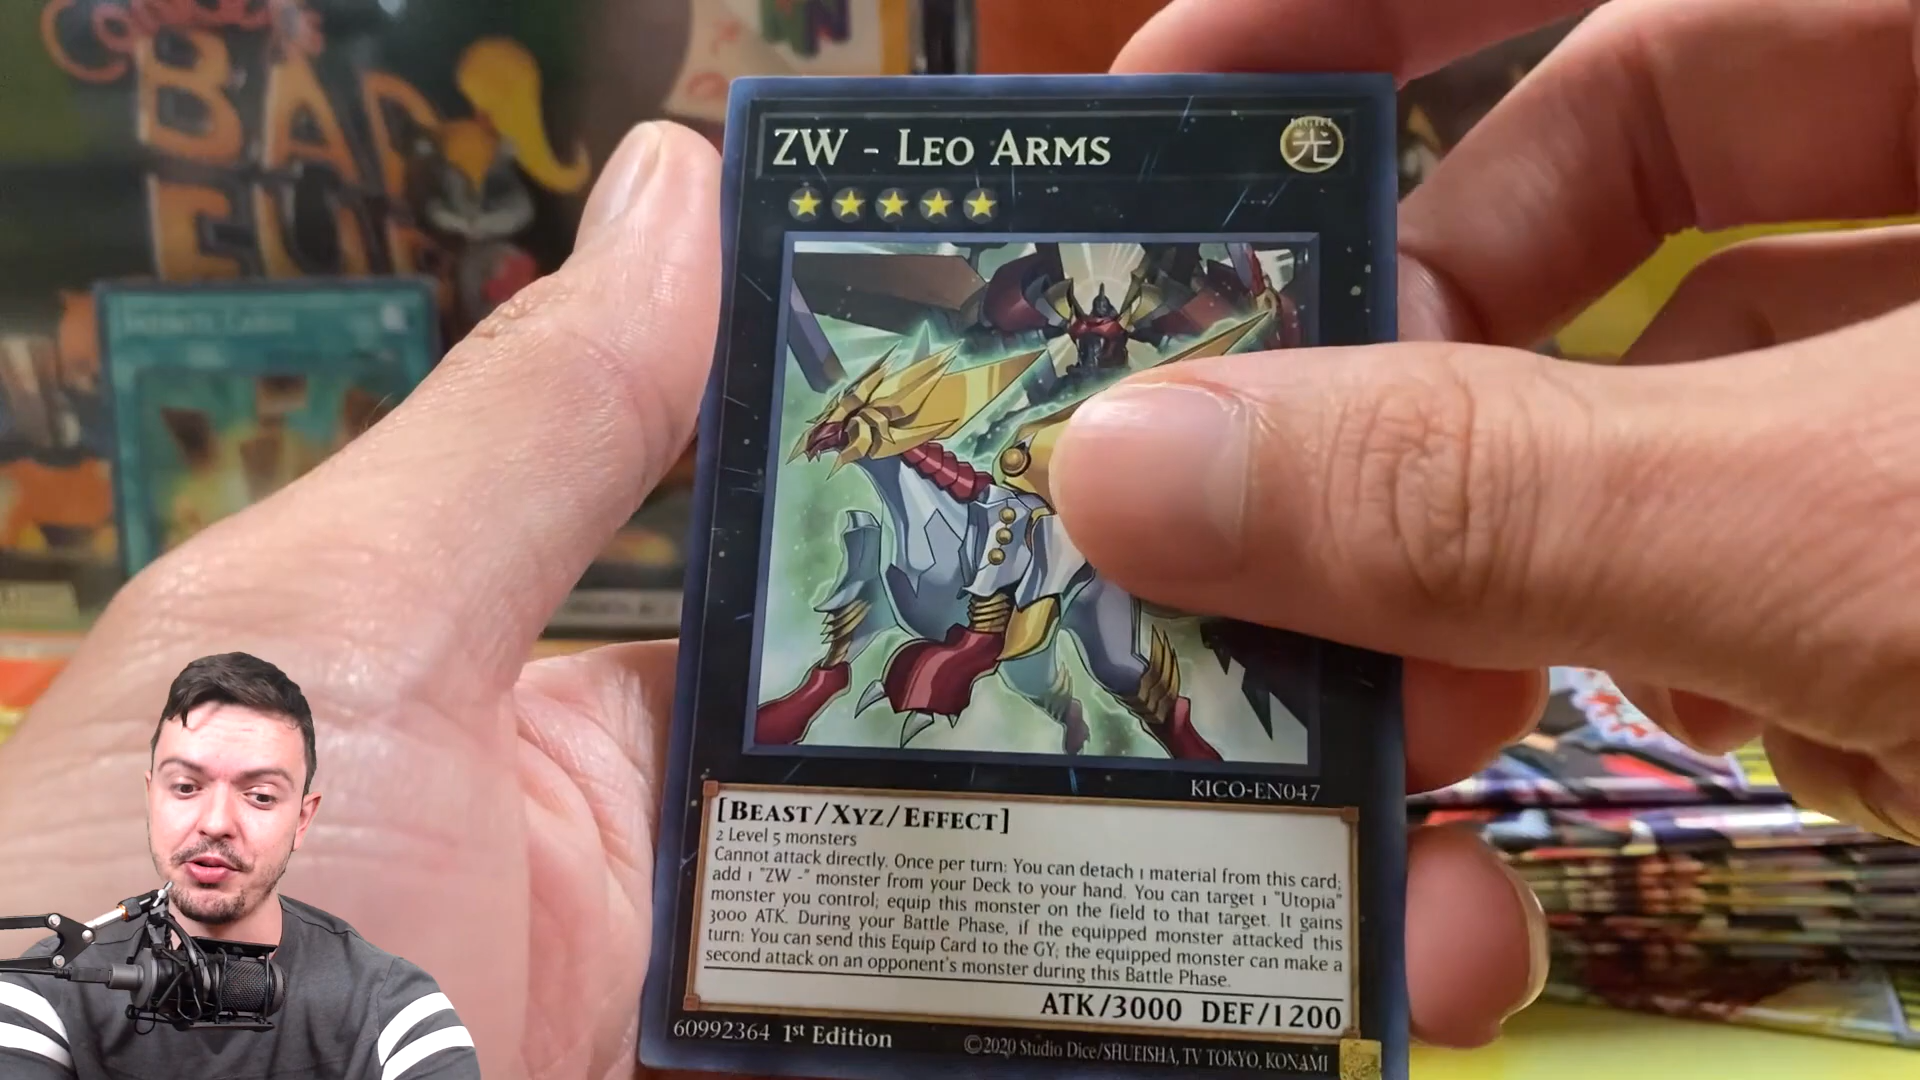 Conker's
BAD
FUR
ZW - LEO ARMS
光
KICO-EN047
[BEAST/XYZ/EFFECT]
2 Level 5 monsters
Cannot attack directly. Once per turn: You can detach 1 material from this card;
add 1 "ZW -" monster from your Deck to your hand. You can target 1 "Utopia"
monster you control; equip this monster on the field to that target. It gains
3000 ATK. During your Battle Phase, if the equipped monster attacked this
turn: You can send this Equip Card to the GY; the equipped monster can make a
second attack on an opponent's monster during this Battle Phase.
ATK/3000 DEF/1200
60992364 1st Edition
©2020 Studio Dice/SHUEISHA, TV TOKYO, KONAMI